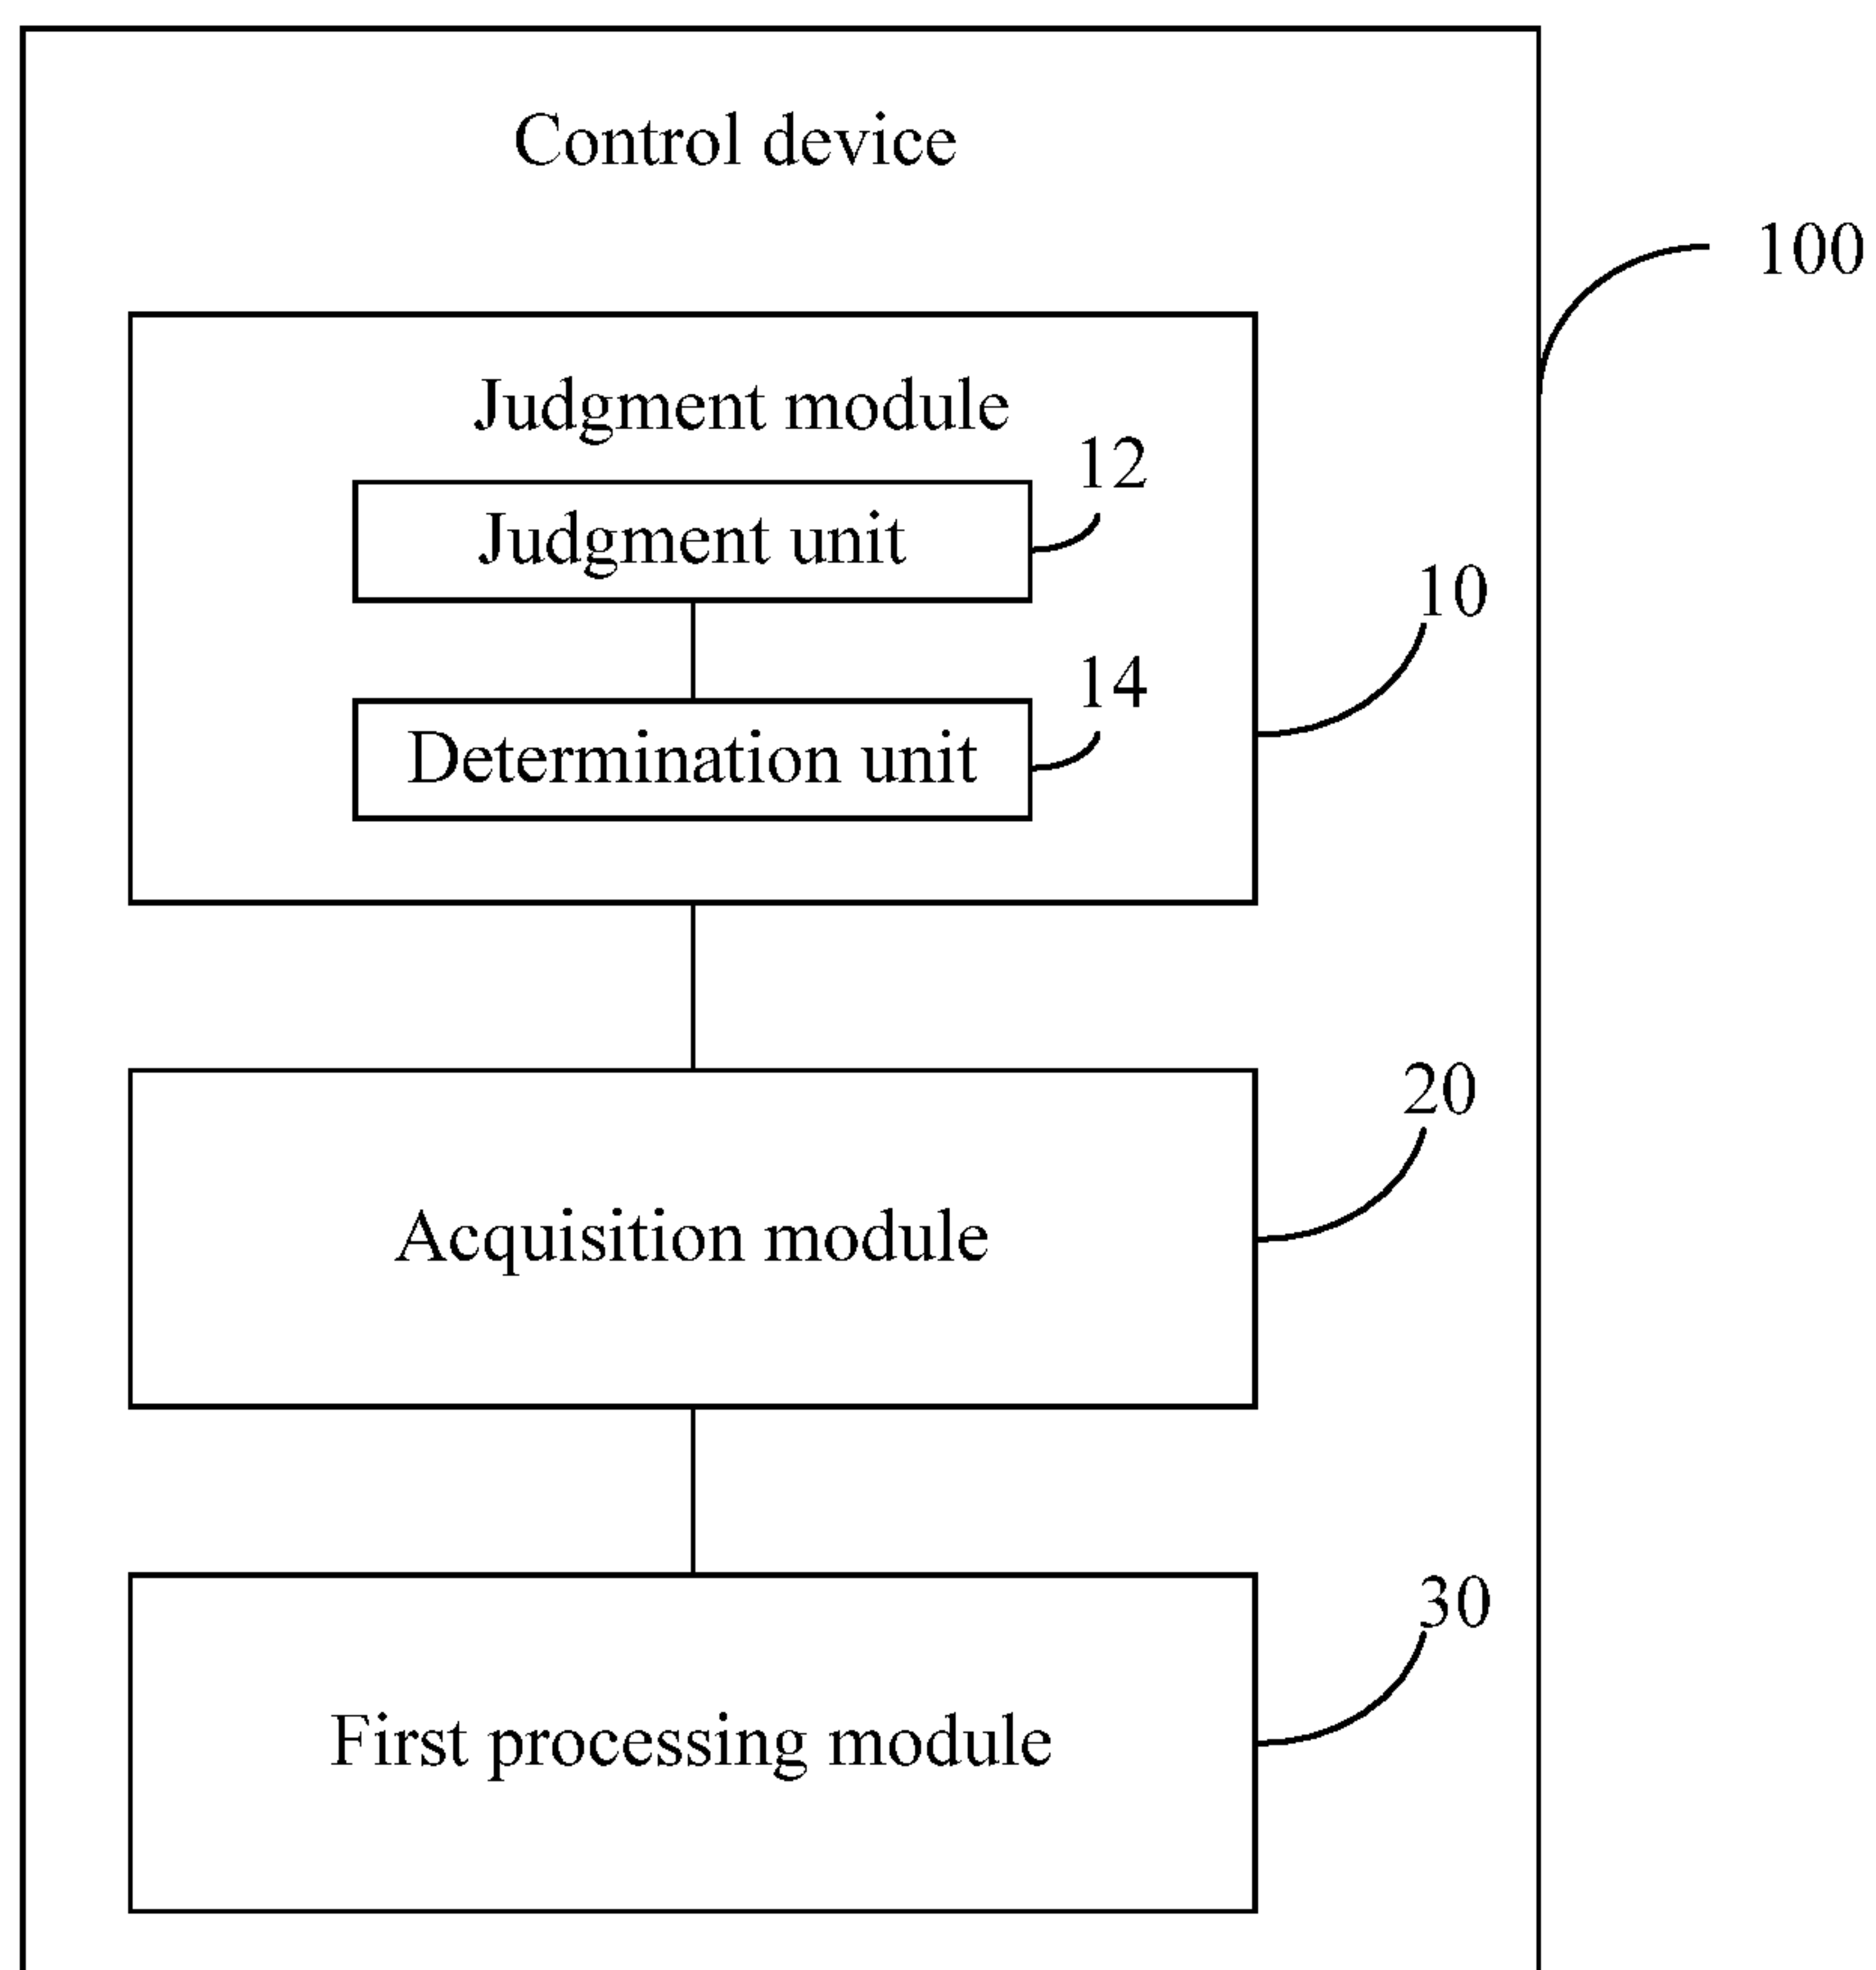 Control device
100
Judgment module
12
Judgment unit
10
14
Determination unit
20
Acquisition module
30
First processing module